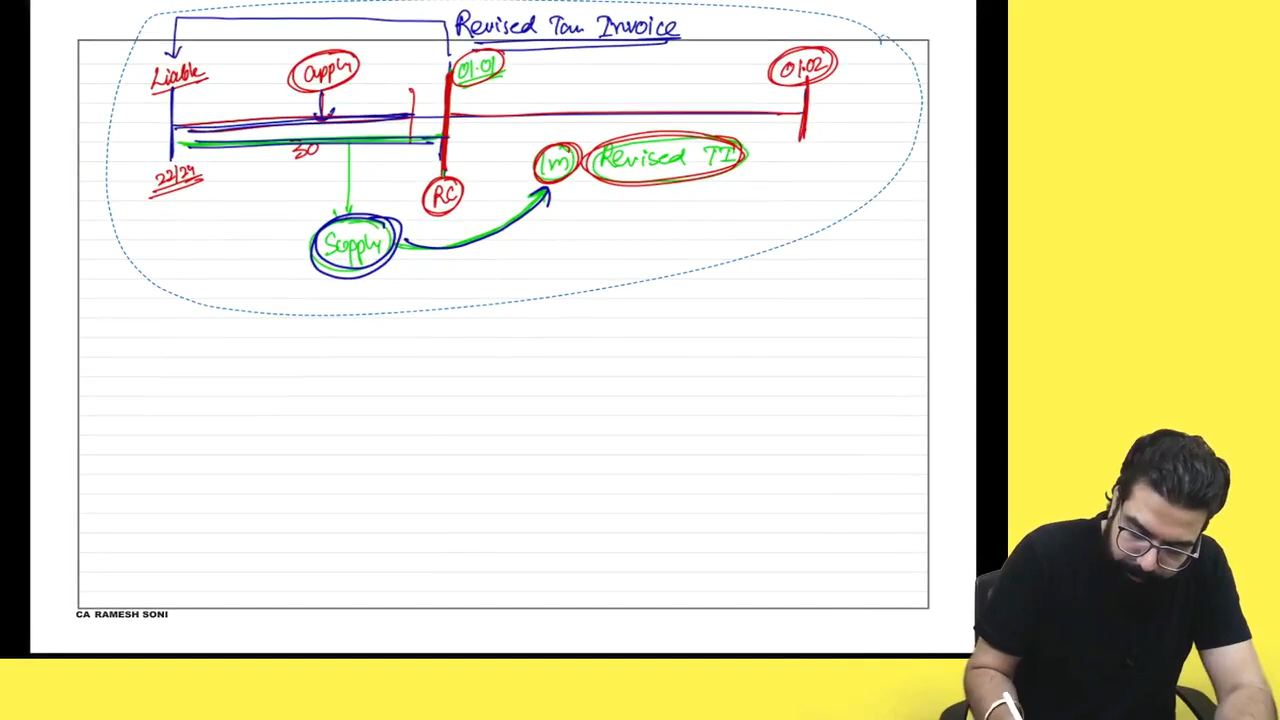 Revised Tax Invoice
Liable
apply
01.01
01.02
30
22/24
RC
1m
Revised TI
Supply
CA RAMESH SONI